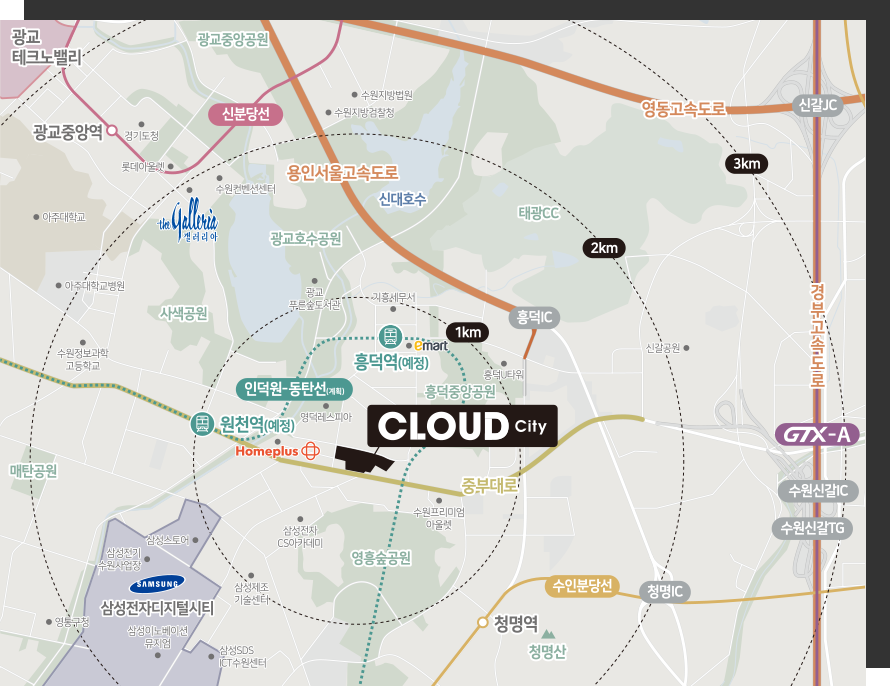 광교
테크노밸리
광교중앙공원
수원지방법원
수원지방검찰청
신분당선
영동고속도로
신갈JC
광교중앙역
경기도청
롯데아울렛
수원컨벤션센터
용인서울고속도로
신대호수
3km
아주대학교
the Galleria
갤러리아
광교호수공원
태광CC
2km
아주대학교병원
광교
푸른숲도서관
기흥세무서
사색공원
경부고속도로
흥덕IC
1km
수원정보과학
고등학교
emart
흥덕역(예정)
신갈공원
흥덕U타워
인덕원-동탄선(계획)
흥덕중앙공원
영덕레스피아
원천역(예정)
CLOUD City
GTX-A
Homeplus
매탄공원
중부대로
수원신갈IC
수원프리미엄
아울렛
수원신갈TG
삼성전자
CS아카데미
삼성스토어
삼성전기
수원사업장
영흥숲공원
SAMSUNG
삼성전자디지털시티
삼성제조
기술센터
수인분당선
청명IC
영통구청
삼성이노베이션
뮤지엄
청명역
청명산
삼성SDS
ICT수원센터